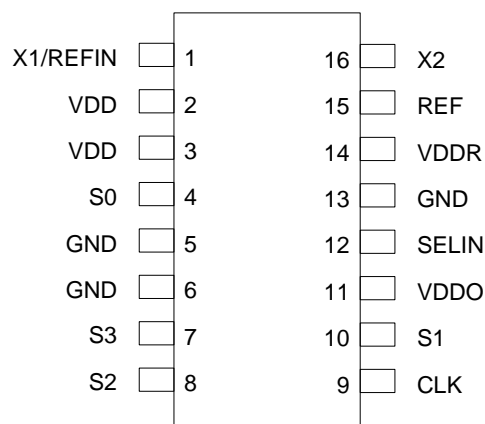 X1/REFIN 1 16 X2
VDD 2 15 REF
VDD 3 14 VDDR
S0 4 13 GND
GND 5 12 SELIN
GND 6 11 VDDO
S3 7 10 S1
S2 8 9 CLK